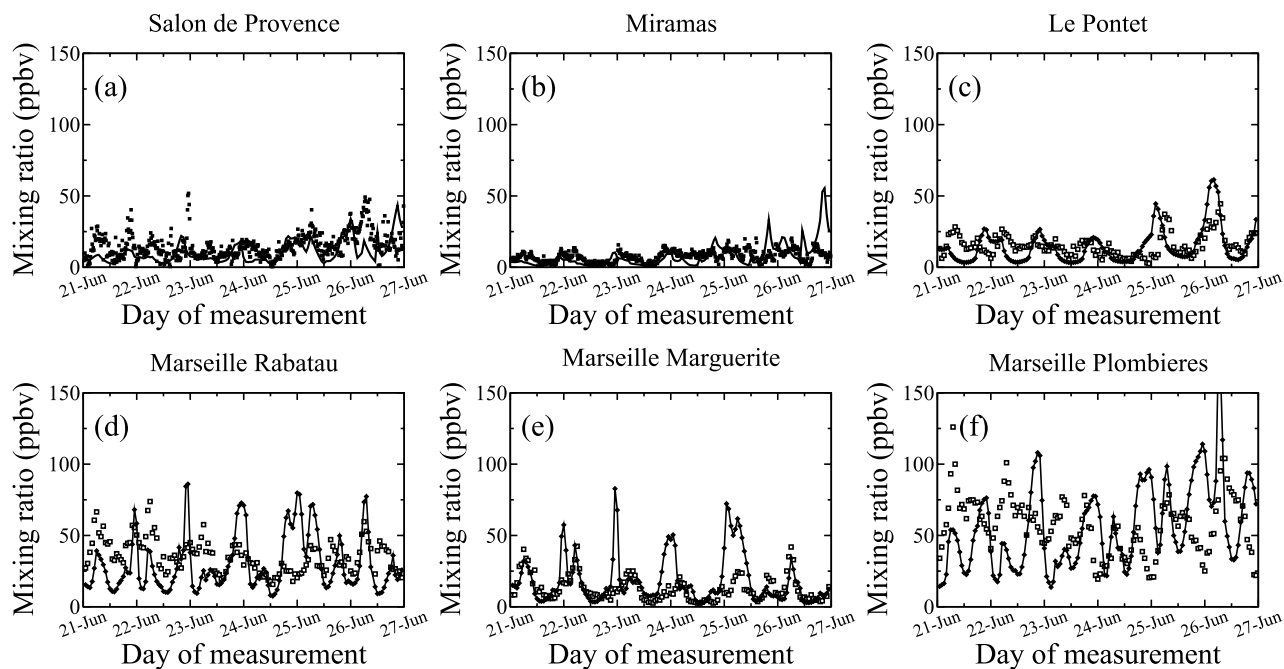 Salon de Provence
Miramas
Le Pontet
Mixing ratio (ppbv)
150
100
50
0
(a)
21-Jun
22-Jun
23-Jun
24-Jun
25-Jun
26-Jun
27-Jun
Day of measurement
Mixing ratio (ppbv)
150
100
50
0
(b)
21-Jun
22-Jun
23-Jun
24-Jun
25-Jun
26-Jun
27-Jun
Day of measurement
Mixing ratio (ppbv)
150
100
50
0
(c)
21-Jun
22-Jun
23-Jun
24-Jun
25-Jun
26-Jun
27-Jun
Day of measurement
Marseille Rabatau
Marseille Marguerite
Marseille Plombieres
Mixing ratio (ppbv)
150
100
50
0
(d)
21-Jun
22-Jun
23-Jun
24-Jun
25-Jun
26-Jun
27-Jun
Day of measurement
Mixing ratio (ppbv)
150
100
50
0
(e)
21-Jun
22-Jun
23-Jun
24-Jun
25-Jun
26-Jun
27-Jun
Day of measurement
Mixing ratio (ppbv)
150
100
50
0
(f)
21-Jun
22-Jun
23-Jun
24-Jun
25-Jun
26-Jun
27-Jun
Day of measurement